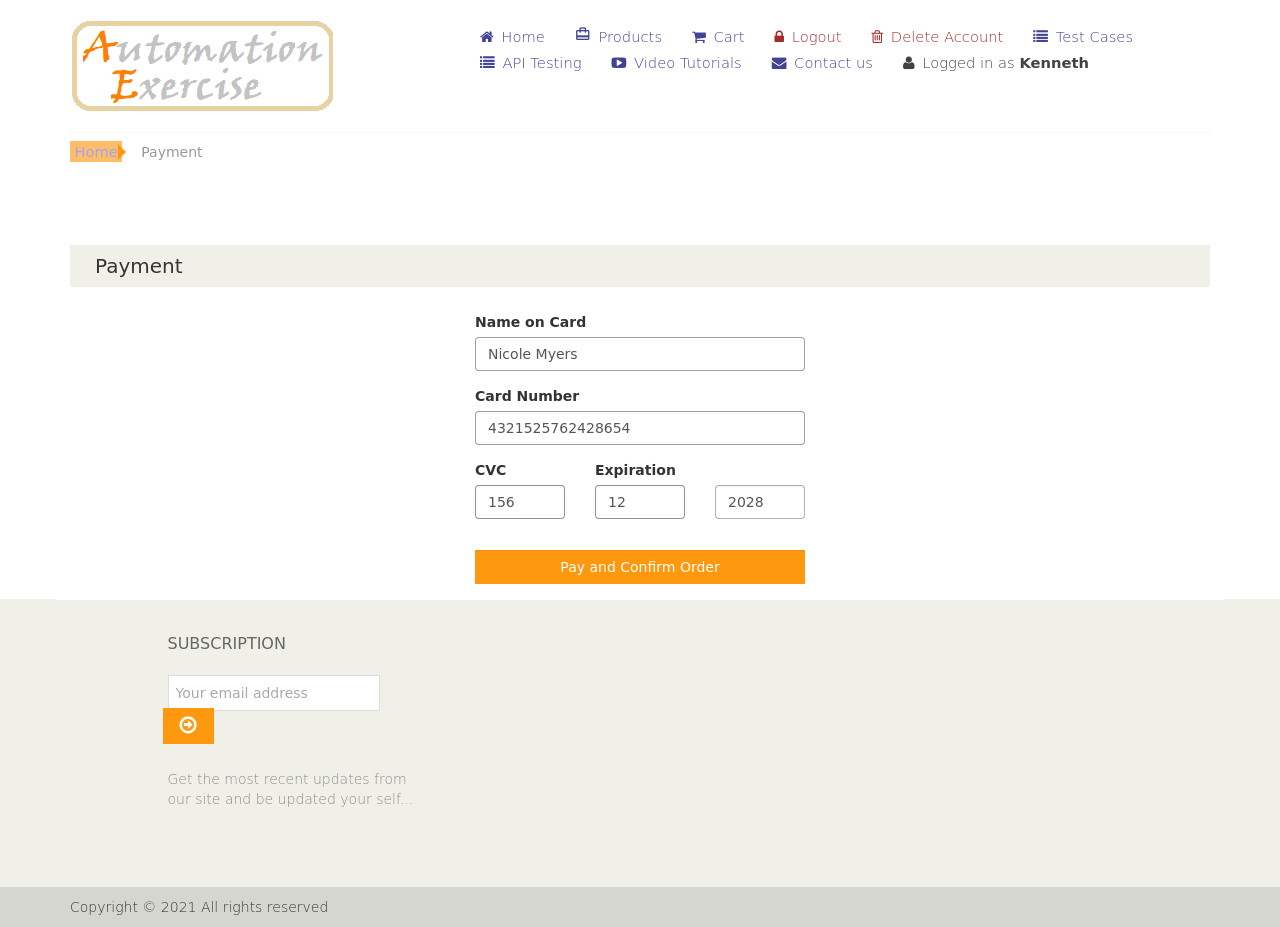 Automation
Exercise
Home Products Cart Logout Delete Account Test Cases
API Testing Video Tutorials Contact us Logged in as Kenneth
Home Payment
Payment
Name on Card
Nicole Myers
Card Number
4321525762428654
CVC Expiration
156 12 2028
Pay and Confirm Order
SUBSCRIPTION
Your email address
Get the most recent updates from
our site and be updated your self...
Copyright © 2021 All rights reserved